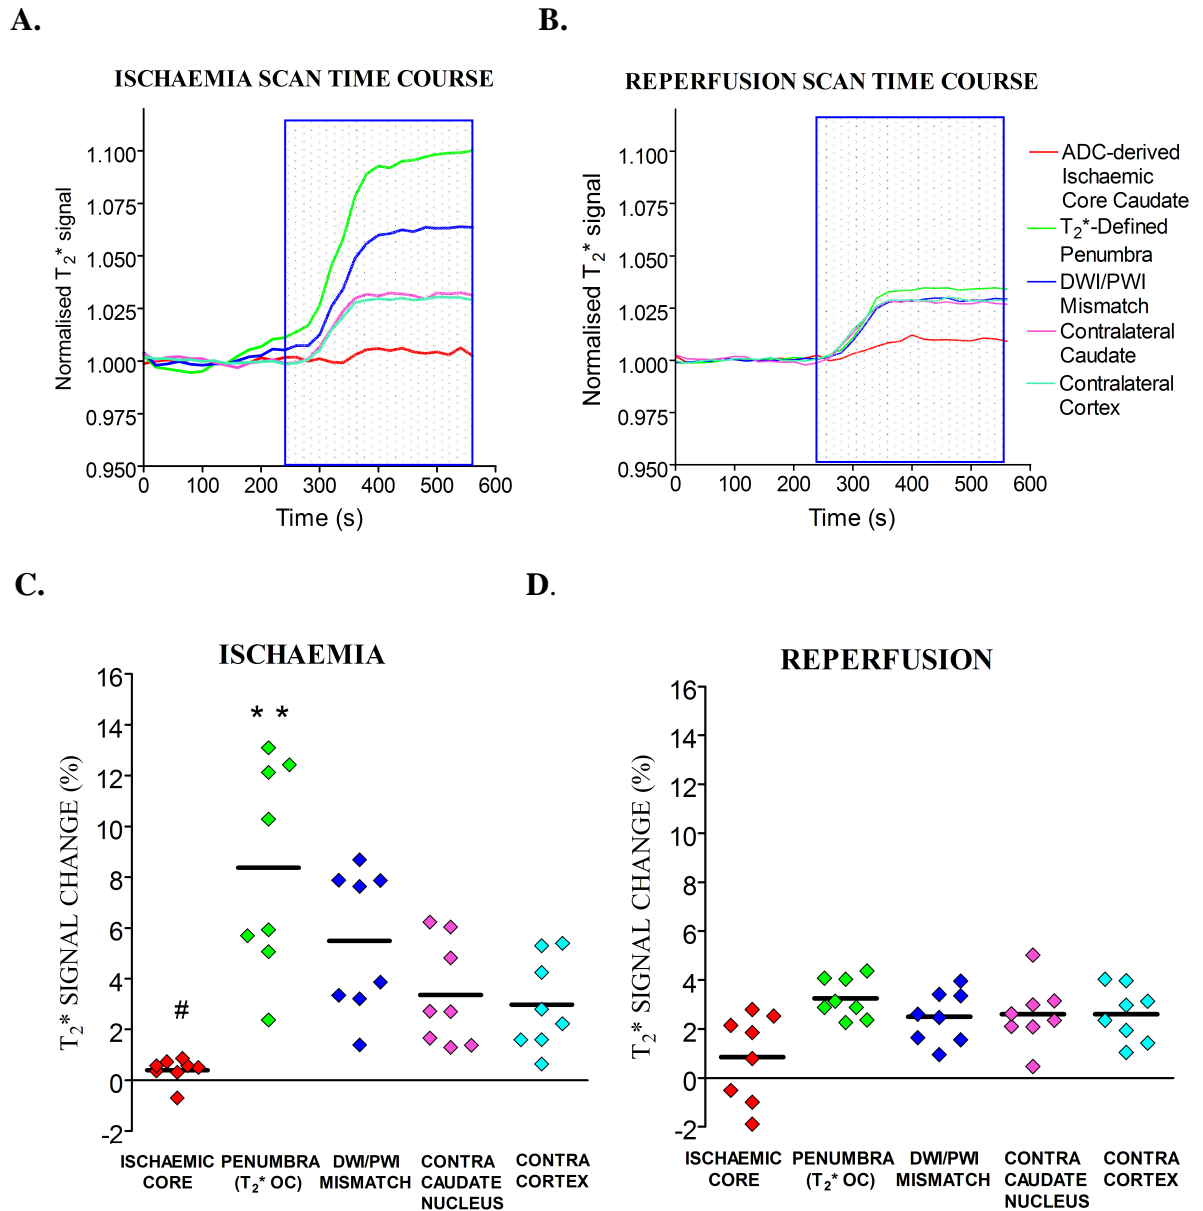 A.
B.
ISCHAEMIA SCAN TIME COURSE
REPERFUSION SCAN TIME COURSE
Normalised T2* signal
1.100
1.075
1.050
1.025
1.000
0.975
0.950
0 100 200 300 400 500 600
Time (s)
Normalised T2* signal
1.100
1.075
1.050
1.025
1.000
0.975
0.950
0 100 200 300 400 500 600
Time (s)
ADC-derived
Ischaemic
Core Caudate
T2*-Defined
Penumbra
DWI/PWI
Mismatch
Contralateral
Caudate
Contralateral
Cortex
C.
D.
ISCHAEMIA
T2* SIGNAL CHANGE (%)
16
14
12
10
8
6
4
2
0
-2
* *
#
ISCHAEMIC
CORE
PENUMBRA
(T2* OC)
DWI/PWI
MISMATCH
CONTRA
CAUDATE
NUCLEUS
CONTRA
CORTEX
REPERFUSION
T2* SIGNAL CHANGE (%)
16
14
12
10
8
6
4
2
0
-2
ISCHAEMIC
CORE
PENUMBRA
(T2* OC)
DWI/PWI
MISMATCH
CONTRA
CAUDATE
NUCLEUS
CONTRA
CORTEX